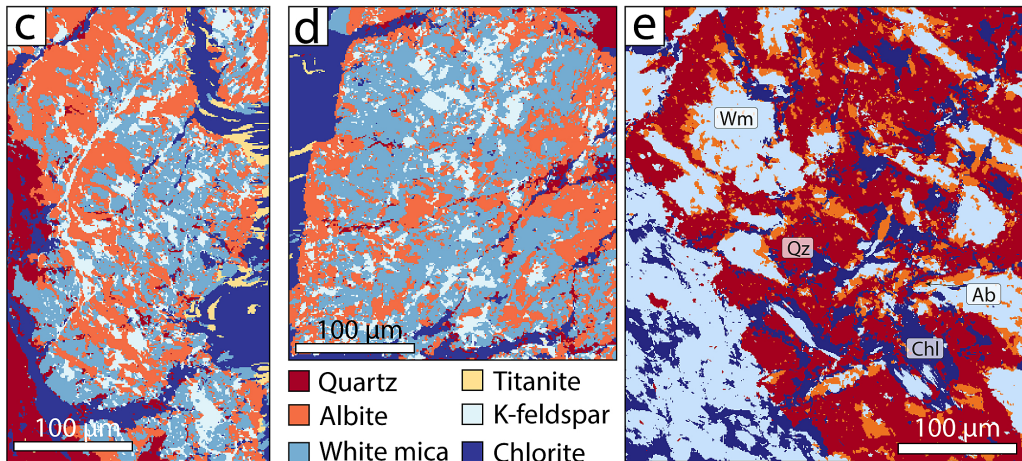 c
d
e
Wm
Qz
Ab
Chl
100 µm
100 µm
100 µm
Quartz
Titanite
Albite
K-feldspar
White mica
Chlorite